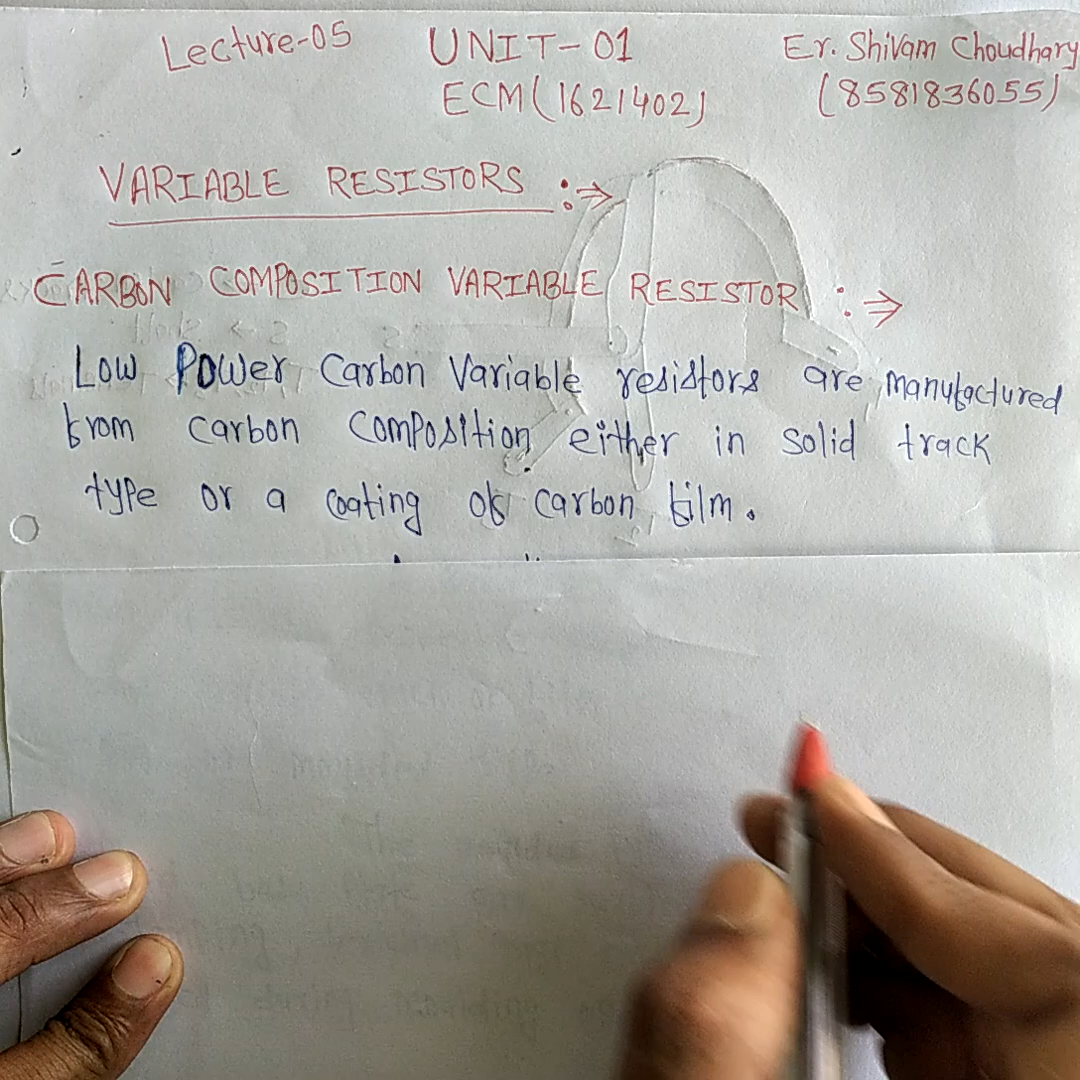 Lecture-05 UNIT-01 Er. Shivam Choudhary
ECM(1621402) (8581836055)
VARIABLE RESISTORS :⇒
CARBON COMPOSITION VARIABLE RESISTOR :⇒
Low Power Carbon Variable resistors are manufactured
from carbon composition either in solid track
type or a coating of carbon film.